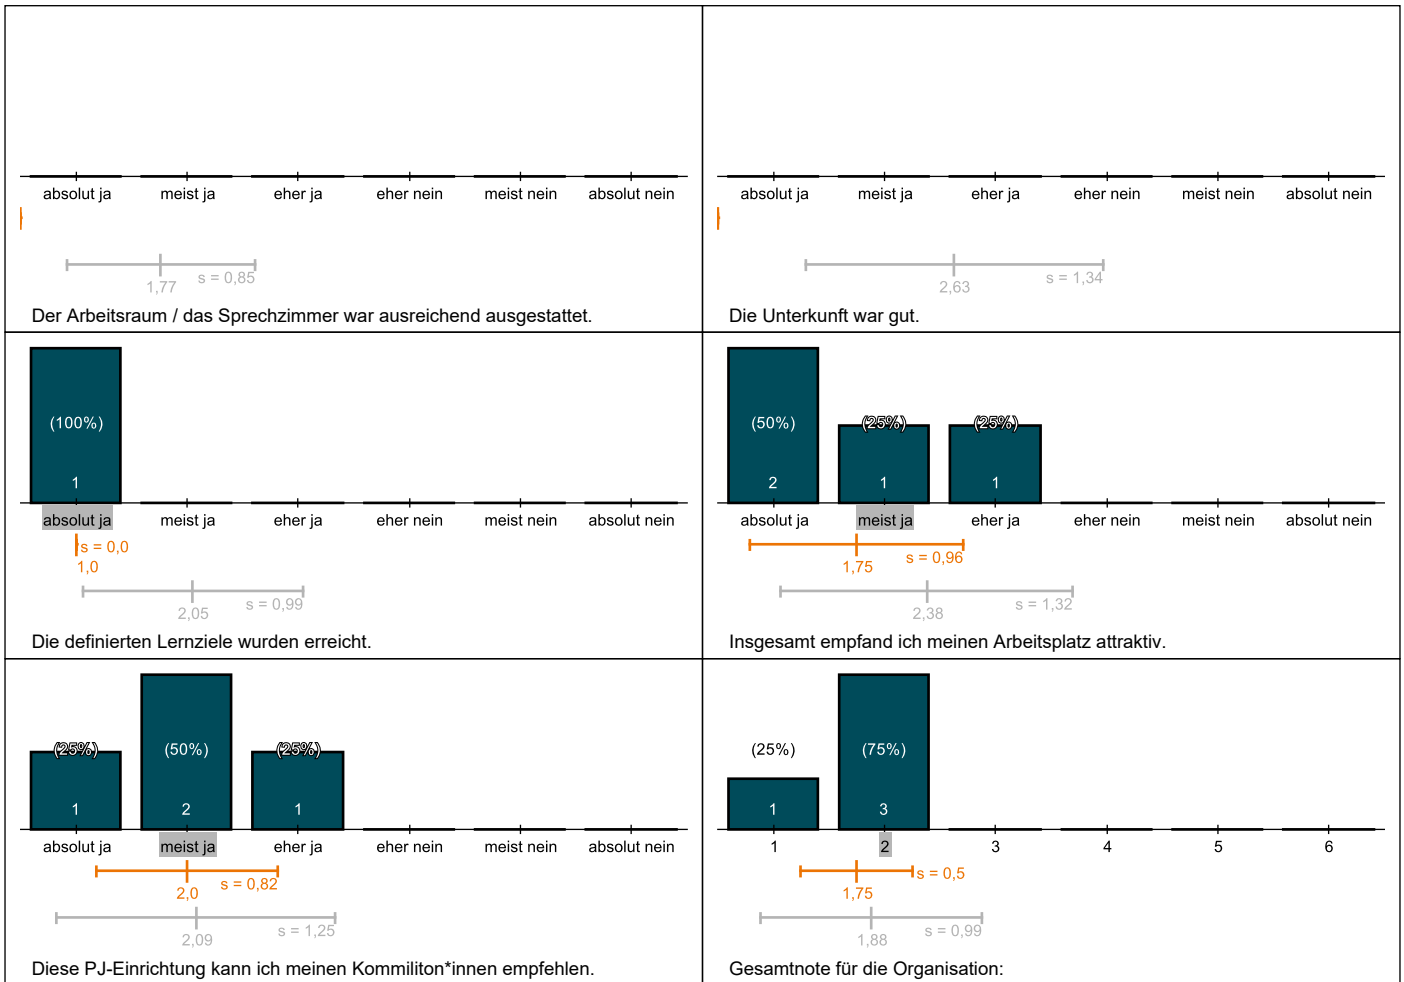 absolut ja meist ja eher ja eher nein meist nein absolut nein
s = 0,85
1,77
Der Arbeitsraum / das Sprechzimmer war ausreichend ausgestattet.
absolut ja meist ja eher ja eher nein meist nein absolut nein
s = 1,34
2,63
Die Unterkunft war gut.
(100%)
1
absolut ja meist ja eher ja eher nein meist nein absolut nein
s = 0,0
1,0
s = 0,99
2,05
Die definierten Lernziele wurden erreicht.
(50%) (25%) (25%)
2 1 1
absolut ja meist ja eher ja eher nein meist nein absolut nein
s = 0,96
1,75
s = 1,32
2,38
Insgesamt empfand ich meinen Arbeitsplatz attraktiv.
(25%) (50%) (25%)
1 2 1
absolut ja meist ja eher ja eher nein meist nein absolut nein
s = 0,82
2,0
s = 1,25
2,09
Diese PJ-Einrichtung kann ich meinen Kommiliton*innen empfehlen.
(25%) (75%)
1 3
1 2 3 4 5 6
s = 0,5
1,75
s = 0,99
1,88
Gesamtnote für die Organisation: